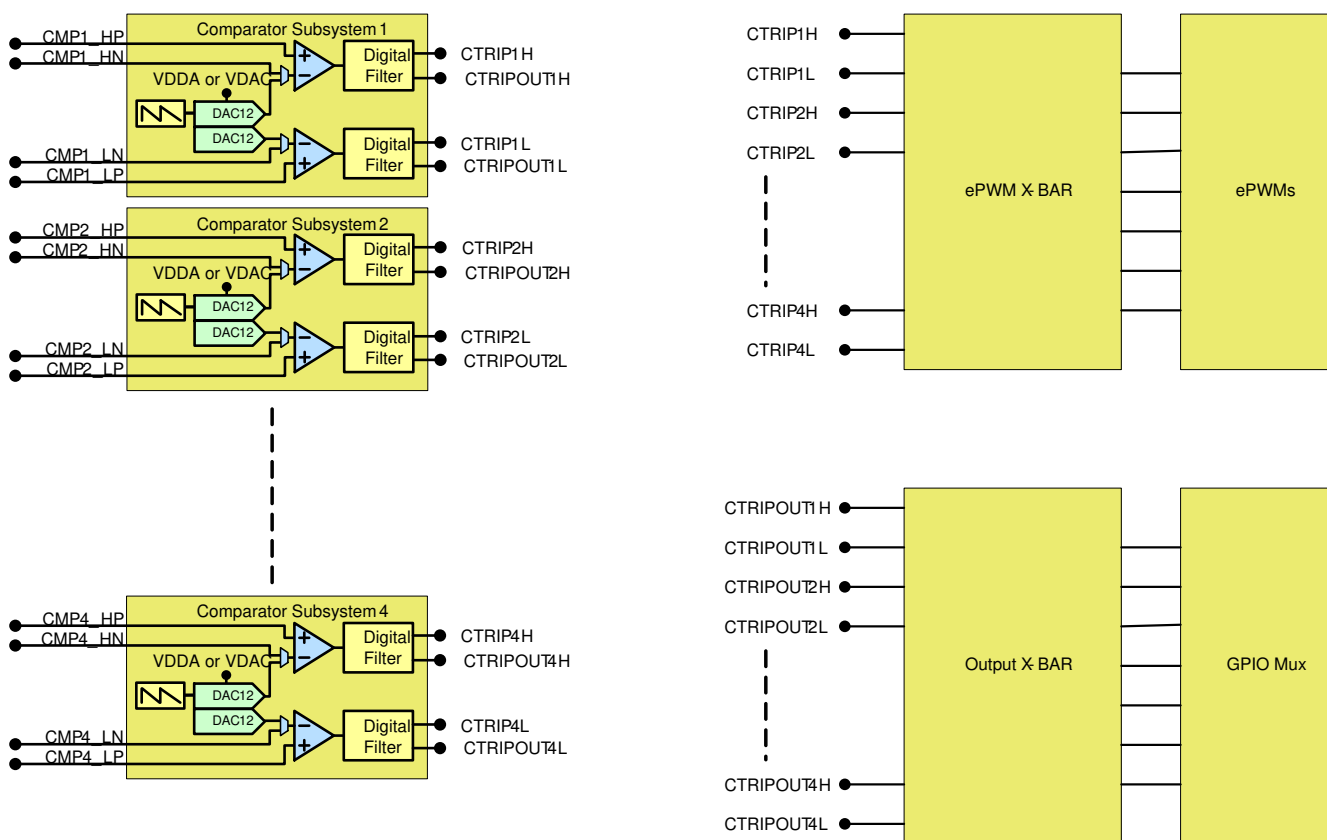 CMP1_HP
CMP1_HN
Comparator Subsystem 1
VDDA or VDAC
DAC12
DAC12
Digital
Filter
CTRIP1H
CTRIPOUT1H
CMP1_LN
CMP1_LP
Digital
Filter
CTRIP1L
CTRIPOUT1L
CMP2_HP
CMP2_HN
Comparator Subsystem 2
VDDA or VDAC
DAC12
DAC12
Digital
Filter
CTRIP2H
CTRIPOUT2H
CMP2_LN
CMP2_LP
Digital
Filter
CTRIP2L
CTRIPOUT2L
CMP4_HP
CMP4_HN
Comparator Subsystem 4
VDDA or VDAC
DAC12
DAC12
Digital
Filter
CTRIP4H
CTRIPOUT4H
CMP4_LN
CMP4_LP
Digital
Filter
CTRIP4L
CTRIPOUT4L
CTRIP1H
CTRIP1L
CTRIP2H
CTRIP2L
CTRIP4H
CTRIP4L
ePWM X-BAR
ePWMs
CTRIPOUT1H
CTRIPOUT1L
CTRIPOUT2H
CTRIPOUT2L
CTRIPOUT4H
CTRIPOUT4L
Output X-BAR
GPIO Mux